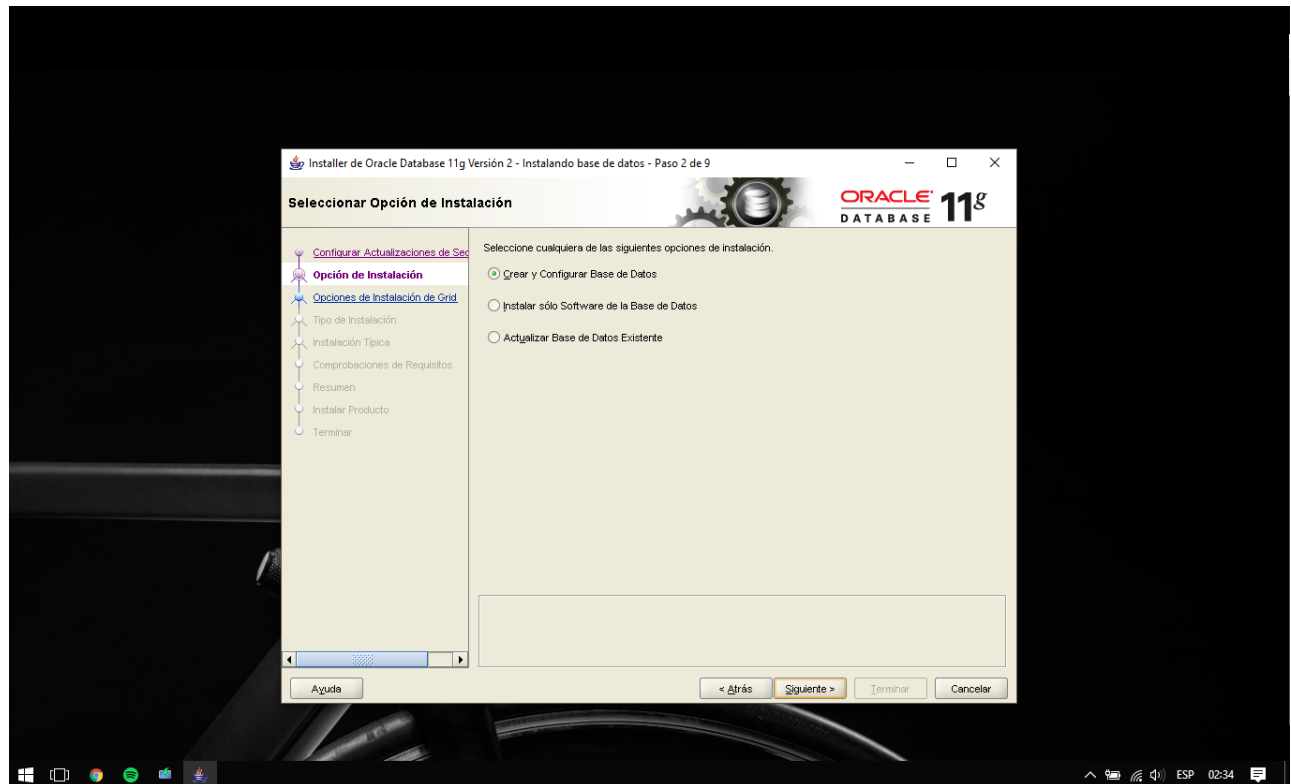 Installer de Oracle Database 11g Versión 2 - Instalando base de datos - Paso 2 de 9
Seleccionar Opción de Instalación
ORACLE
DATABASE 11g
Configurar Actualizaciones de Sec
Opción de Instalación
Opciones de Instalación de Grid
Tipo de Instalación
Instalación Típica
Comprobaciones de Requisitos
Resumen
Instalar Producto
Terminar
Seleccione cualquiera de las siguientes opciones de instalación.
Crear y Configurar Base de Datos
Instalar sólo Software de la Base de Datos
Actualizar Base de Datos Existente
Ayuda
< Atrás
Siguiente >
Terminar
Cancelar
ESP
02:34